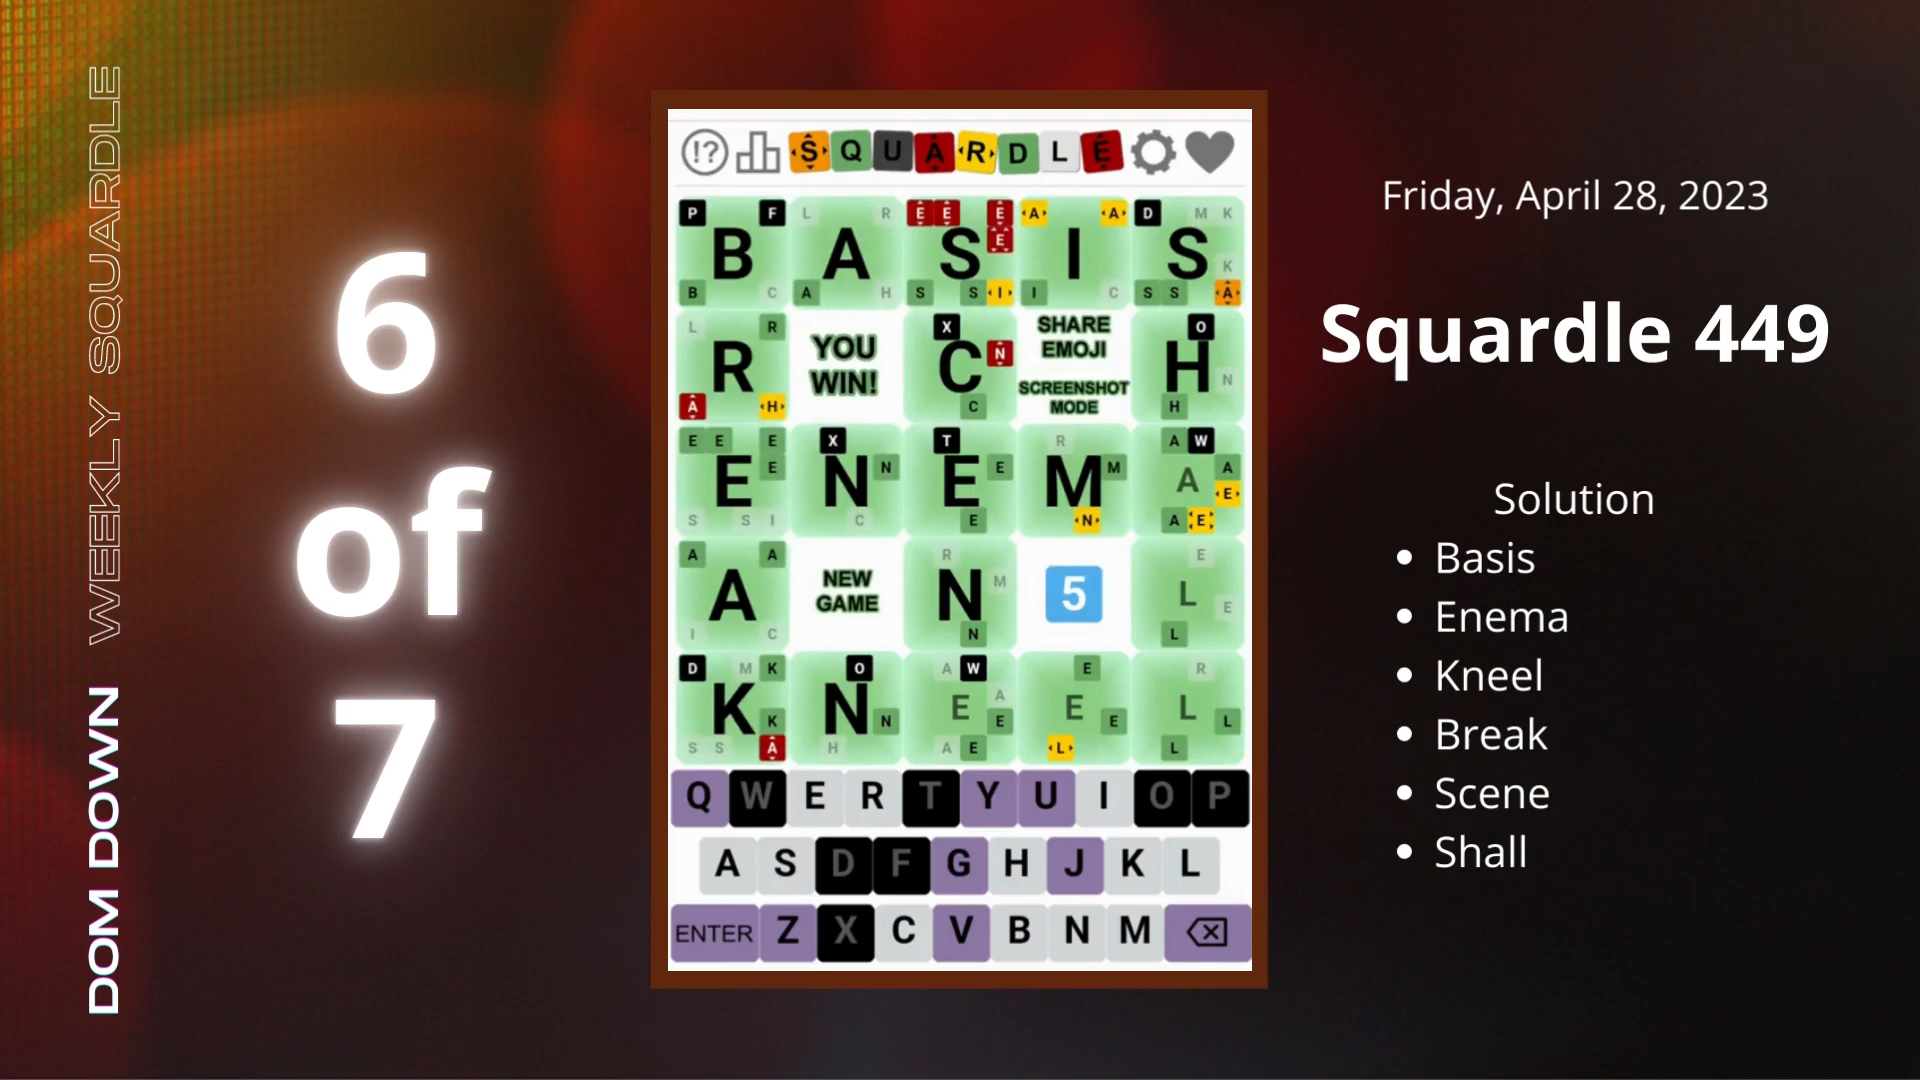 DOM DOWN WEEKLY SQUARDLE
6
of
7
!? SQUARDLE
P F L R E E E A A D M K
E
B A S I S
K
B C A H S S I I C S S A
L R X SHARE O
YOU EMOJI
R WIN! C N SCREENSHOT H N
A H C MODE H
E E E X T R A W
E N E N E E M M A A
E
S S I C E N A E
A A R E
A NEW N M 5 L E
GAME
I C N L
D M K O A W E R
A
K K N N E E E E L L
S S A H A E L L
Q W E R T Y U I O P
A S D F G H J K L
ENTER Z X C V B N M
Friday, April 28, 2023
Squardle 449
Solution
• Basis
• Enema
• Kneel
• Break
• Scene
• Shall